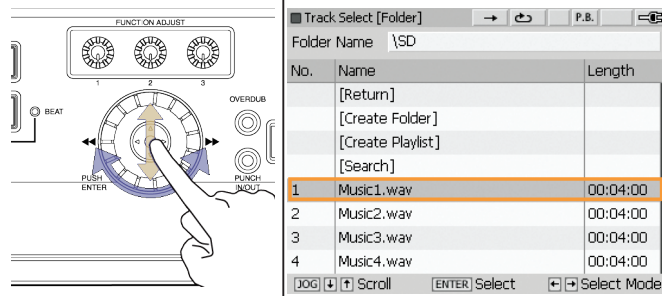 FUNCTION ADJUST
1 2 3
BEAT
OVERDUB
PUSH
ENTER
PUNCH
IN/OUT
Track Select [Folder]
P.B.
Folder Name \SD
No. Name Length
[Return]
[Create Folder]
[Create Playlist]
[Search]
1 Music1.wav 00:04:00
2 Music2.wav 00:04:00
3 Music3.wav 00:04:00
4 Music4.wav 00:04:00
JOG Scroll ENTER Select Select Mode